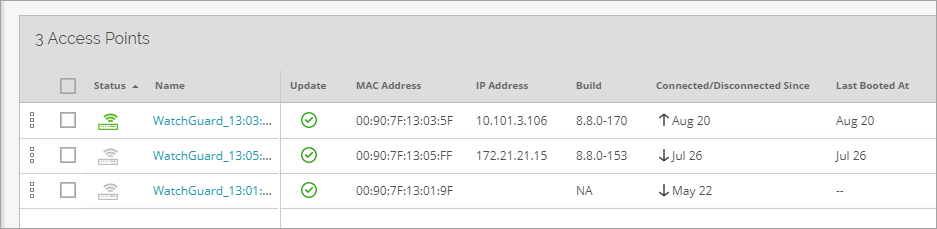 3 Access Points
Status Name Update MAC Address IP Address Build Connected/Disconnected Since Last Booted At
WatchGuard_13:03:... 00:90:7F:13:03:5F 10.101.3.106 8.8.0-170 Aug 20 Aug 20
WatchGuard_13:05:... 00:90:7F:13:05:FF 172.21.21.15 8.8.0-153 Jul 26 Jul 26
WatchGuard_13:01:... 00:90:7F:13:01:9F NA May 22 --